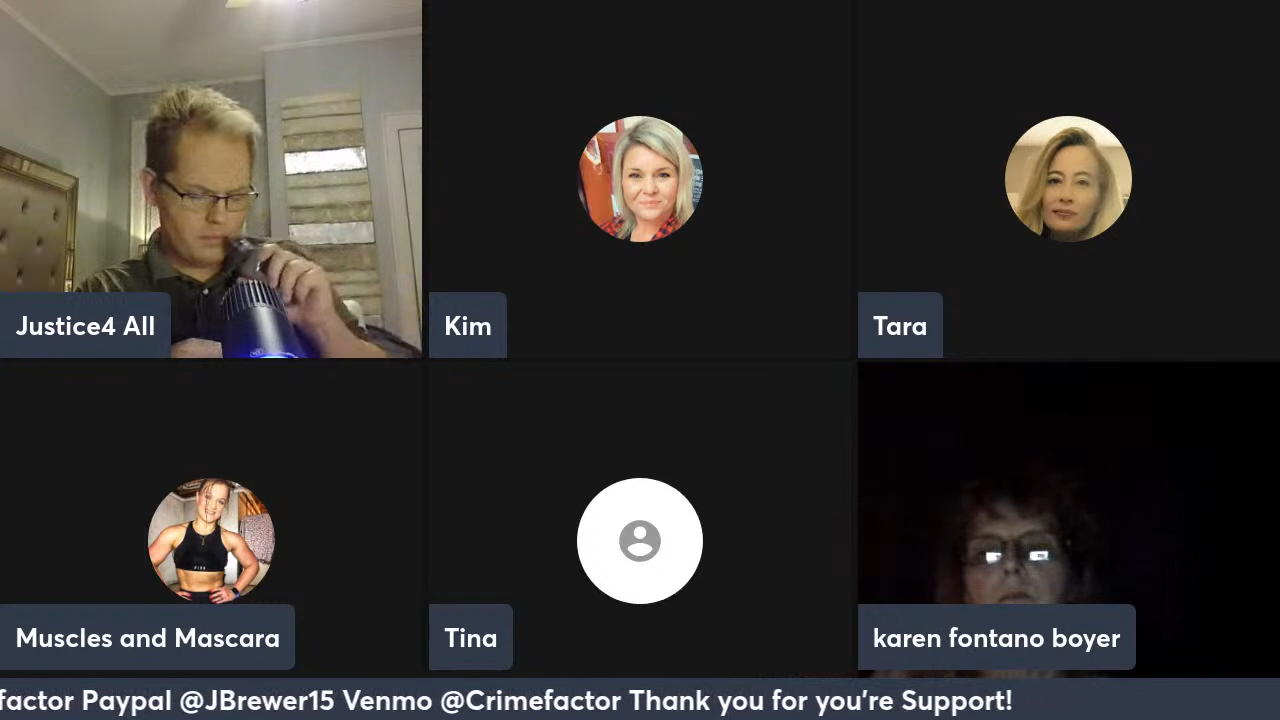 Justice4 All
Kim
Tara
Muscles and Mascara
Tina
karen fontano boyer
factor Paypal @JBrewer15 Venmo @Crimefactor Thank you for you're Support!